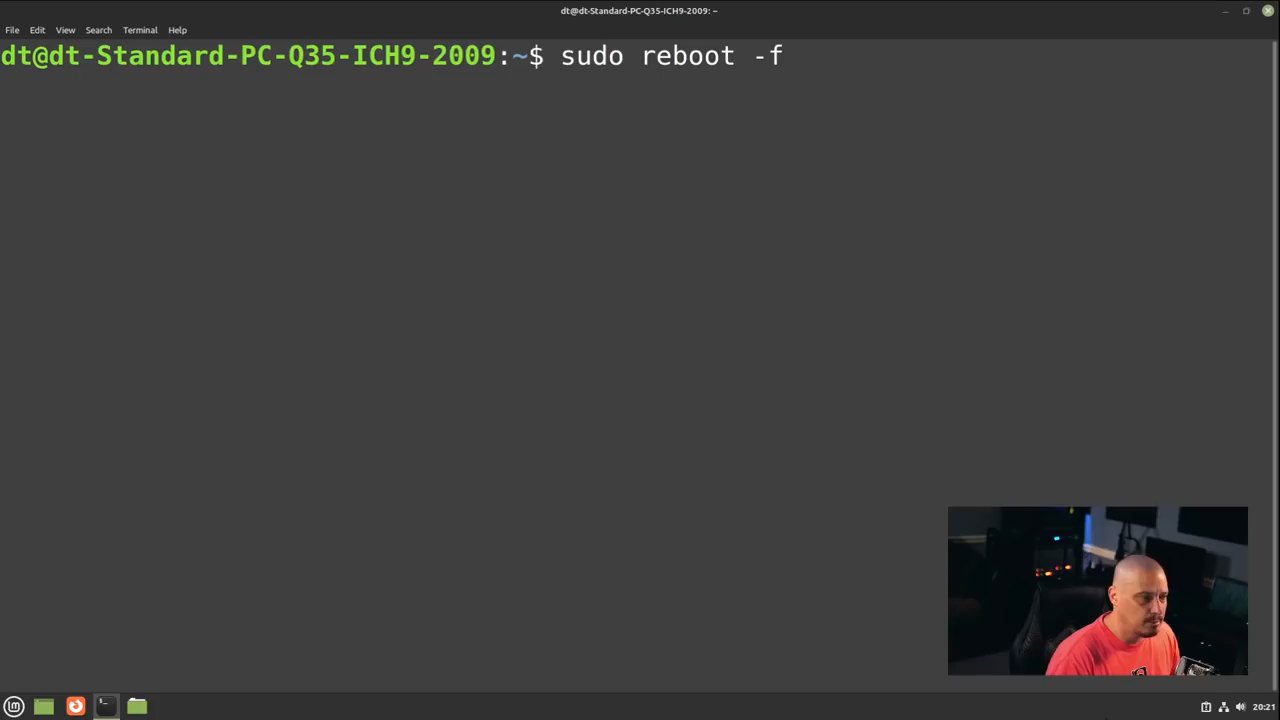 dt@dt-Standard-PC-Q35-ICH9-2009: ~
File Edit View Search Terminal Help
dt@dt-Standard-PC-Q35-ICH9-2009:~$ sudo reboot -f
20:21